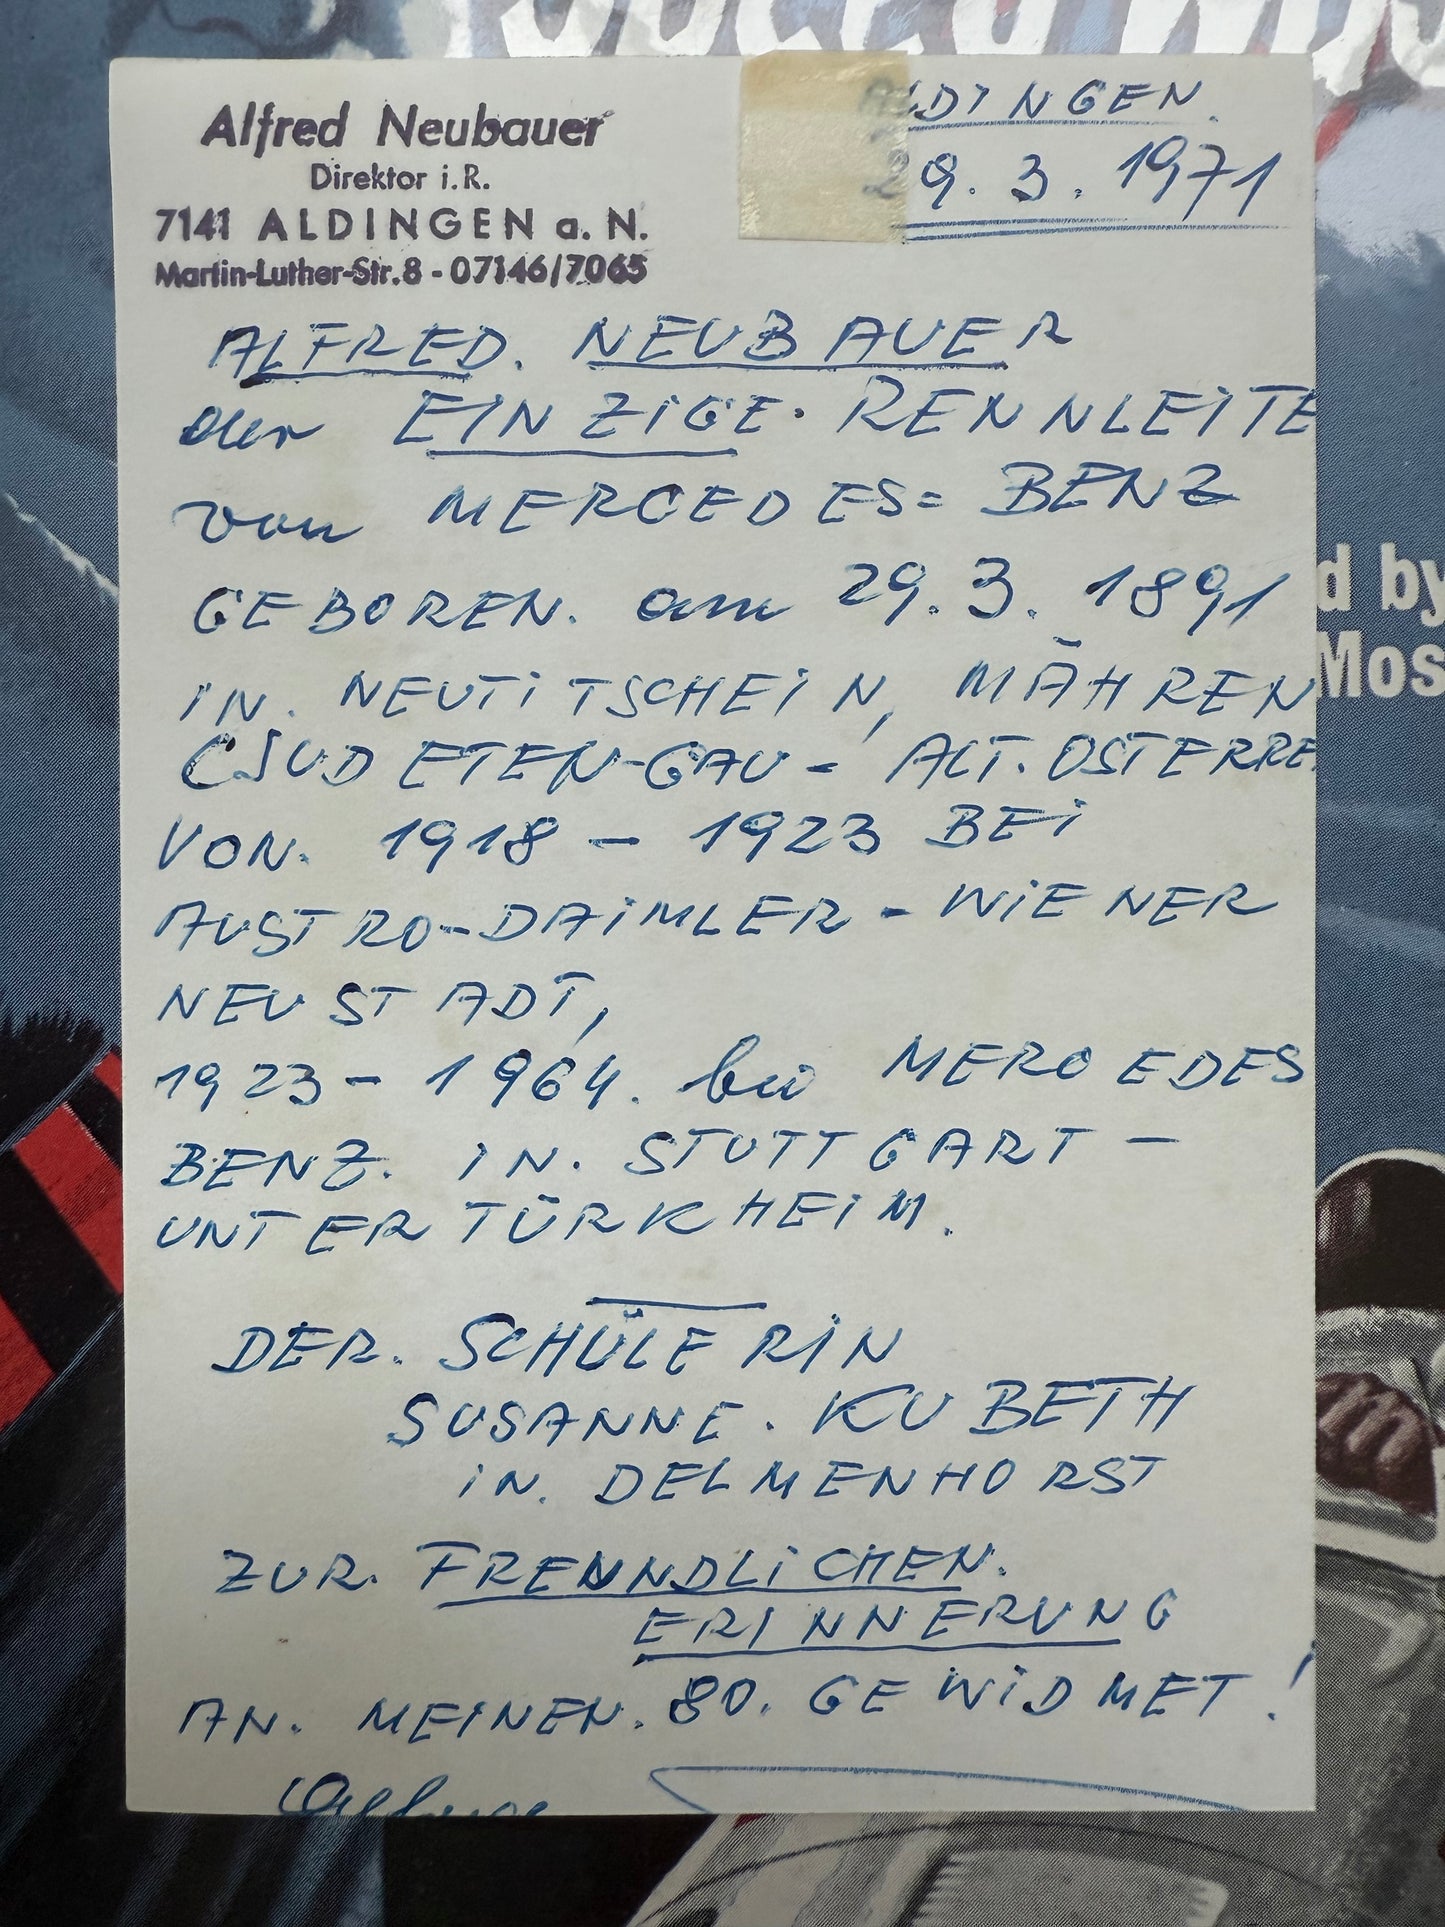 Alfred Neubauer
Direktor i.R.
7141 ALDINGEN a. N.
Martin-Luther-Str. 8 - 07146/7065
ALDINGEN.
29. 3. 1971
ALFRED. NEUBAUER
der EINZIGE. RENNLEITE
von MERCEDES = BENZ
GEBOREN. am 29. 3. 1891
IN. NEUTITSCHEIN, MÄHREN
(SUDETEN-GAU = ALT. OSTERRE
VON. 1918 - 1923 BEI
AUSTRO-DAIMLER - WIENER
NEUSTADT,
1923 - 1964. bei MERCEDES
BENZ. IN. STUTTGART -
UNTERTÜRKHEIM.
DER. SCHÜLERIN
SUSANNE. KUBETH
IN. DELMENHORST
ZUR. FREUNDLICHEN.
ERINNERUNG
AN. MEINEN. 80. GEWIDMET!
d by
Mos